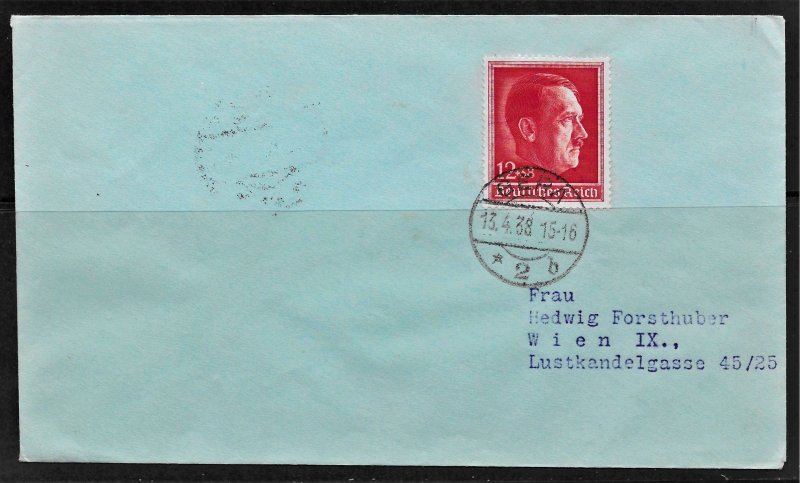 12+38
Deutsches Reich
13.4.38 15-16
* 2 b
Frau
Hedwig Forsthuber
W i e n IX.,
Lustkandelgasse 45/25